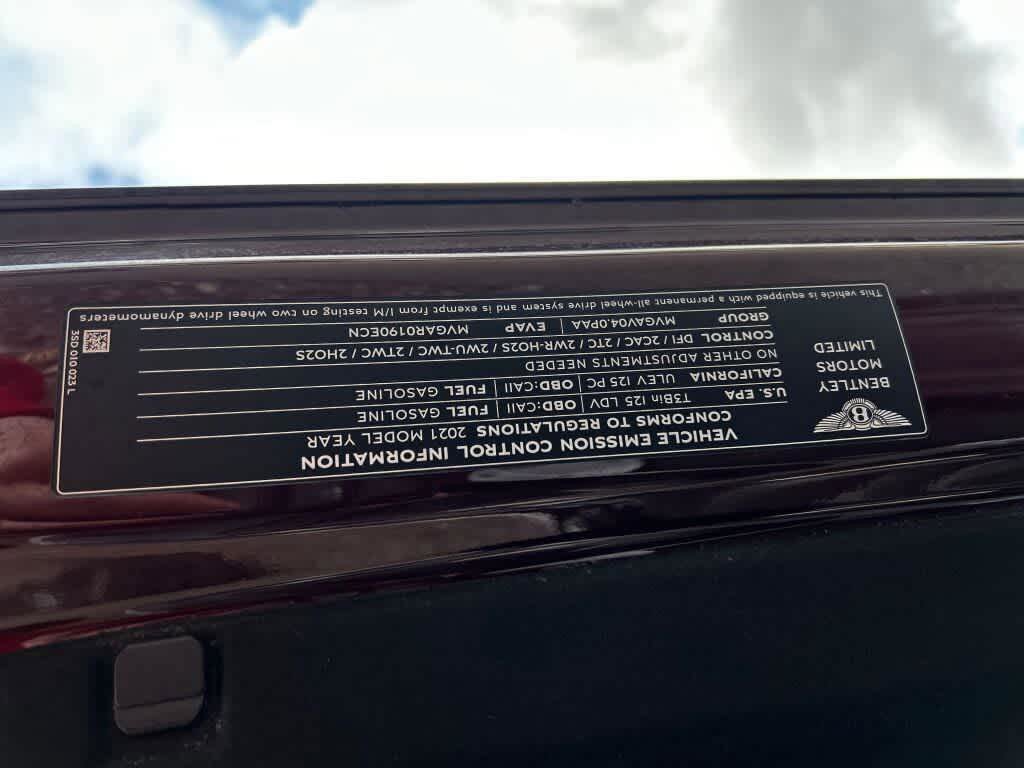 VEHICLE EMISSION CONTROL INFORMATION
CONFORMS TO REGULATIONS 2021 MODEL YEAR
B
BENTLEY
MOTORS
LIMITED
U.S. EPA T3Bin 125 LDV OBD:CAII FUEL GASOLINE
CALIFORNIA ULEV 125 PC OBD:CAII FUEL GASOLINE
NO OTHER ADJUSTMENTS NEEDED
CONTROL DFI / 2CAC / 2TC / 2WR-HO2S / 2WU-TWC / 2TWC / 2HO2S
GROUP MVGAV04.0PAA EVAP MVGAR0190ECN
This vehicle is equipped with a permanent all-wheel drive system and is exempt from I/M testing on two wheel drive dynamometers
3SD 010 023 L